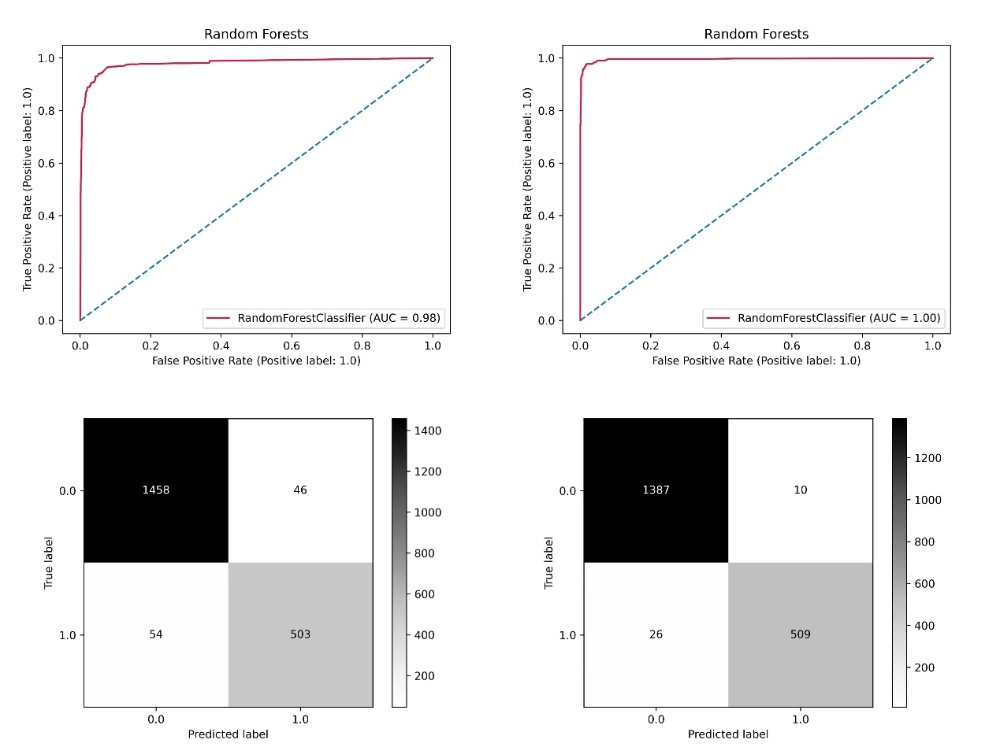 Random Forests
1.0
0.8
0.6
0.4
0.2
0.0
True Positive Rate (Positive label: 1.0)
RandomForestClassifier (AUC = 0.98)
0.0 0.2 0.4 0.6 0.8 1.0
False Positive Rate (Positive label: 1.0)
Random Forests
1.0
0.8
0.6
0.4
0.2
0.0
True Positive Rate (Positive label: 1.0)
RandomForestClassifier (AUC = 1.00)
0.0 0.2 0.4 0.6 0.8 1.0
False Positive Rate (Positive label: 1.0)
True label
0.0 1458 46
1.0 54 503
0.0 1.0
Predicted label
1400
1200
1000
800
600
400
200
True label
0.0 1387 10
1.0 26 509
0.0 1.0
Predicted label
1200
1000
800
600
400
200